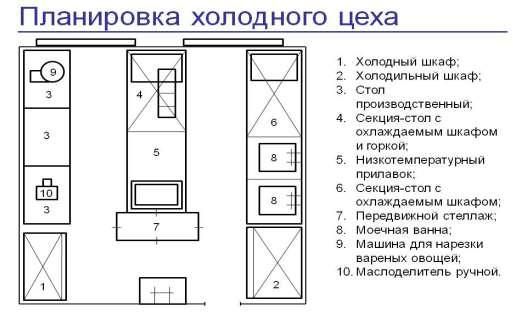 Планировка холодного цеха
1. Холодный шкаф;
2. Холодильный шкаф;
3. Стол
производственный;
4. Секция-стол с
охлаждаемым шкафом
и горкой;
5. Низкотемпературный
прилавок;
6. Секция-стол с
охлаждаемым шкафом;
7. Передвижной стеллаж;
8. Моечная ванна;
9. Машина для нарезки
вареных овощей;
10. Маслоделитель ручной.
9
3
3
10
3
1
4
5
7
6
8
8
2